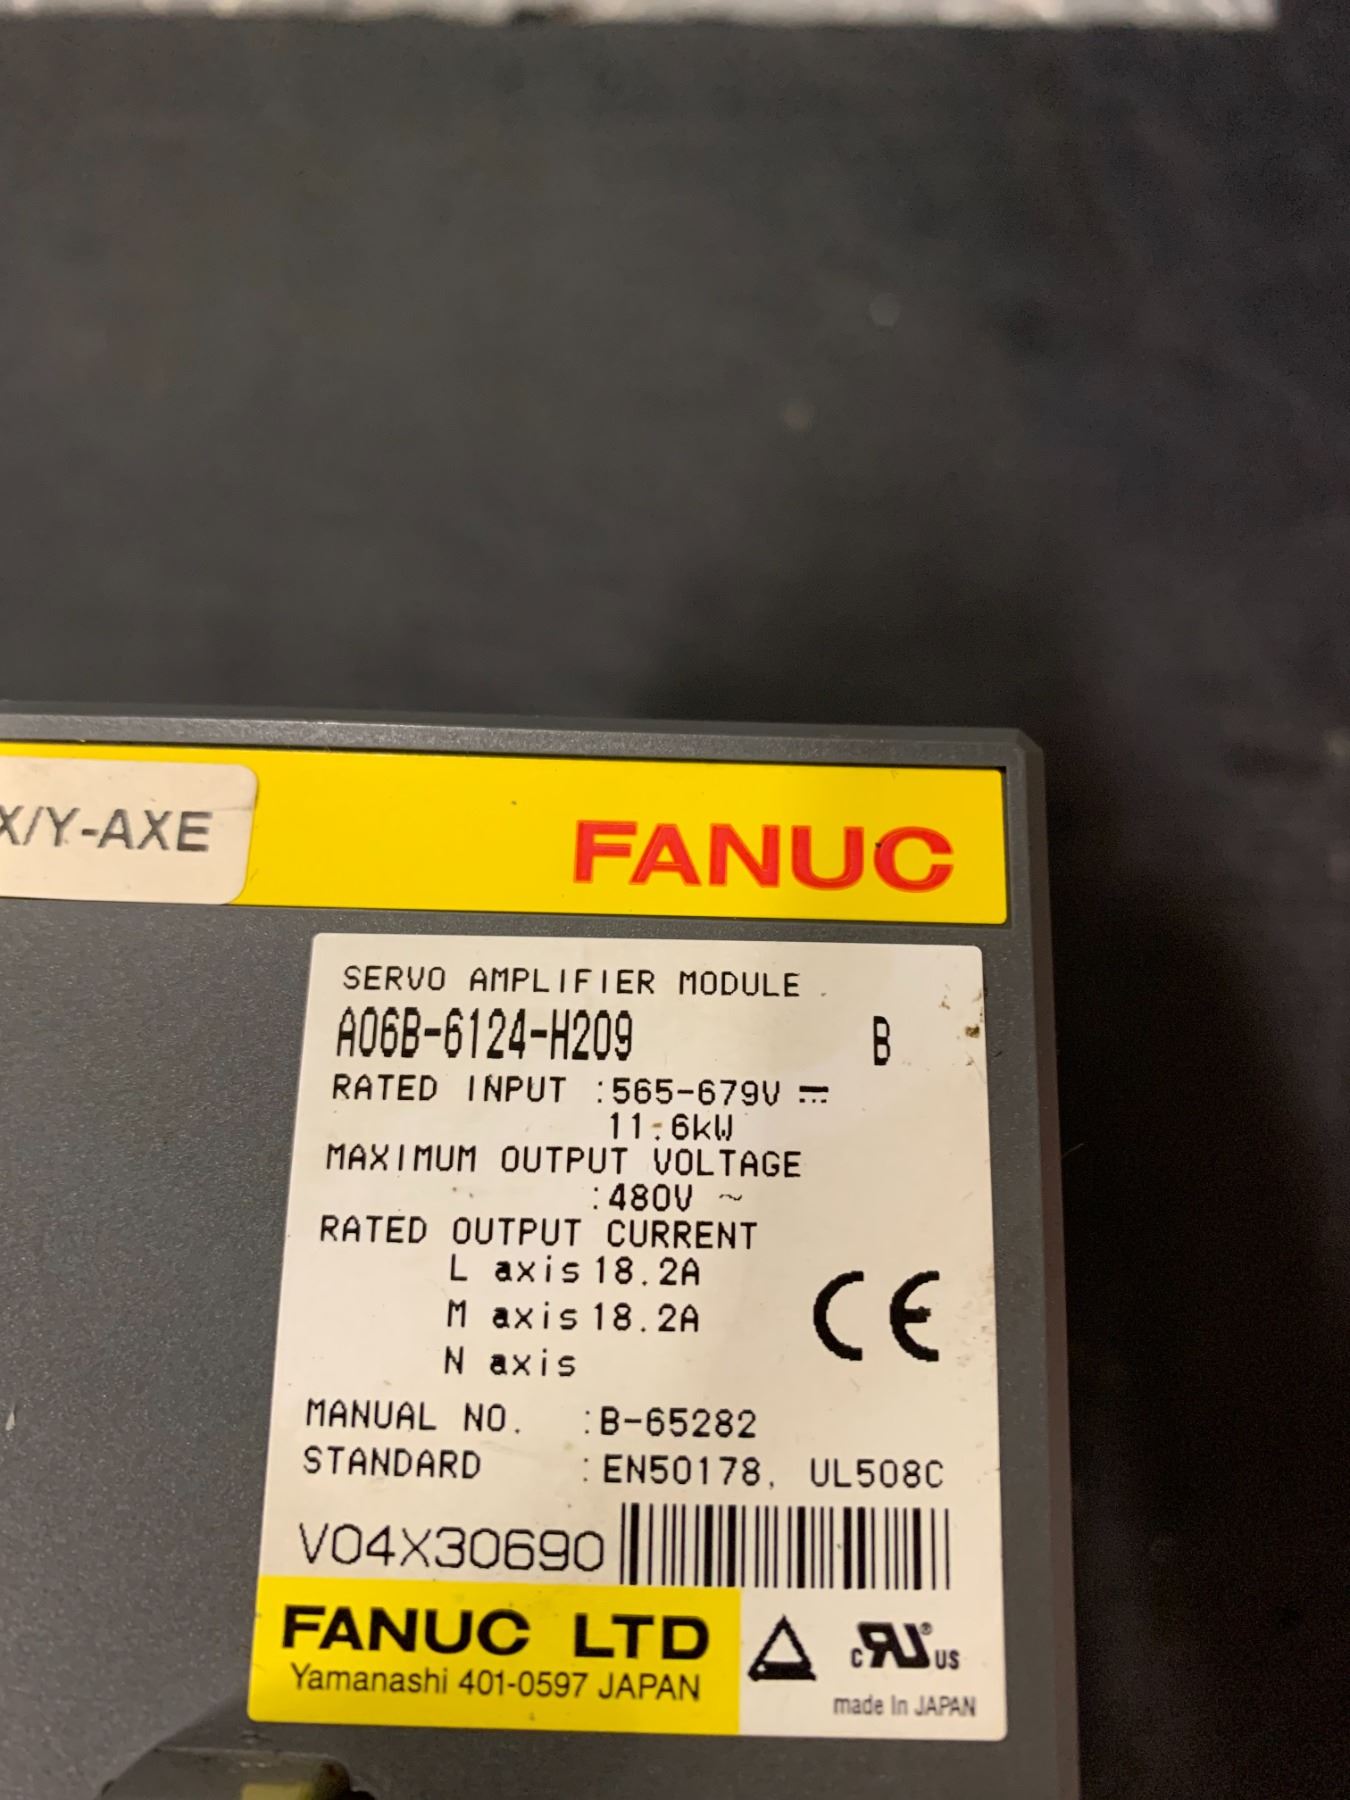 X/Y-AXE
FANUC
SERVO AMPLIFIER MODULE
A06B-6124-H209 B
RATED INPUT :565-679V ⎓
11.6kW
MAXIMUM OUTPUT VOLTAGE
:480V ~
RATED OUTPUT CURRENT
L axis 18.2A
M axis 18.2A
N axis
CE
MANUAL NO. :B-65282
STANDARD :EN50178, UL508C
V04X30690
FANUC LTD
Yamanashi 401-0597 JAPAN
c RU ® US
made in JAPAN